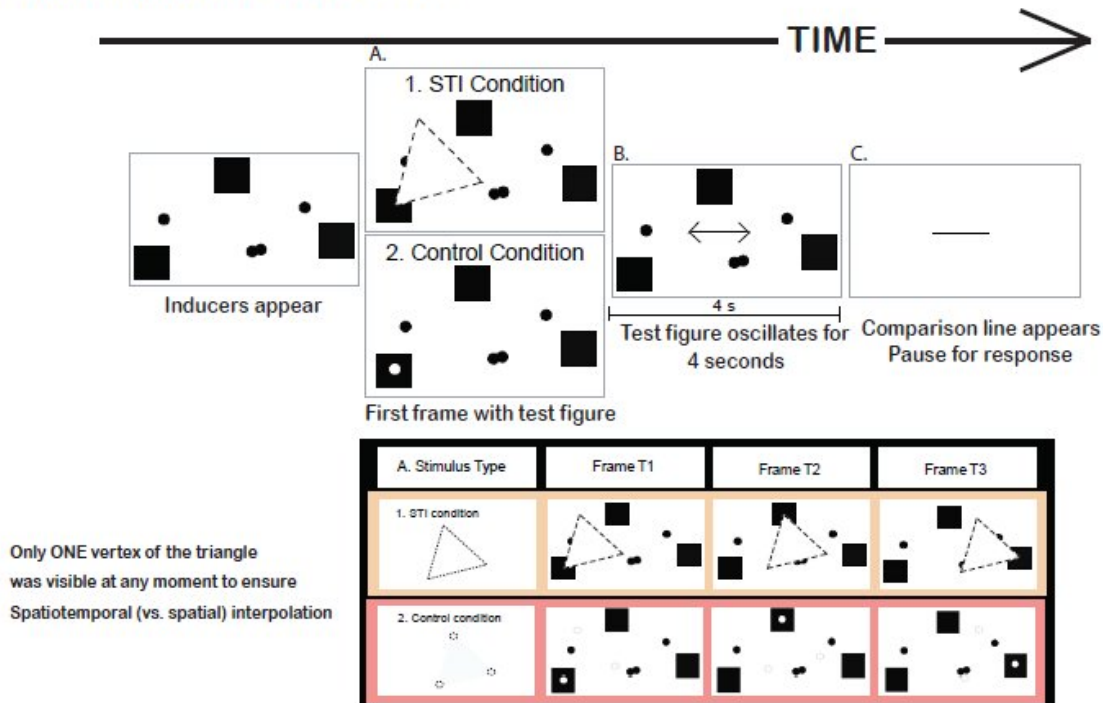 TIME
A.
1. STI Condition
2. Control Condition
Inducers appear
First frame with test figure
B.
4 s
Test figure oscillates for
4 seconds
C.
Comparison line appears
Pause for response
A. Stimulus Type
Frame T1
Frame T2
Frame T3
1. STI condition
2. Control condition
Only ONE vertex of the triangle
was visible at any moment to ensure
Spatiotemporal (vs. spatial) interpolation